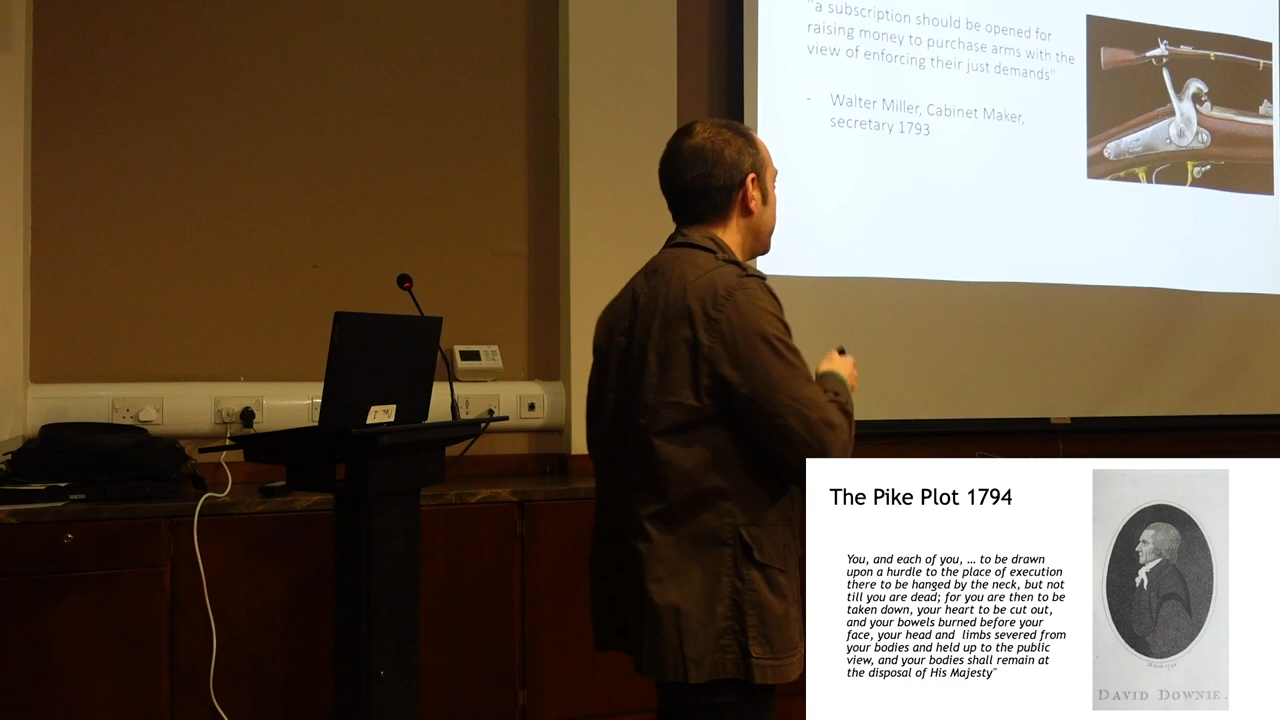 "a subscription should be opened for
raising money to purchase arms with the
view of enforcing their just demands"
- Walter Miller, Cabinet Maker,
secretary 1793
The Pike Plot 1794
You, and each of you, ... to be drawn
upon a hurdle to the place of execution
there to be hanged by the neck, but not
till you are dead; for you are then to be
taken down, your heart to be cut out,
and your bowels burned before your
face, your head and limbs severed from
your bodies and held up to the public
view, and your bodies shall remain at
the disposal of His Majesty"
DAVID DOWNIE.